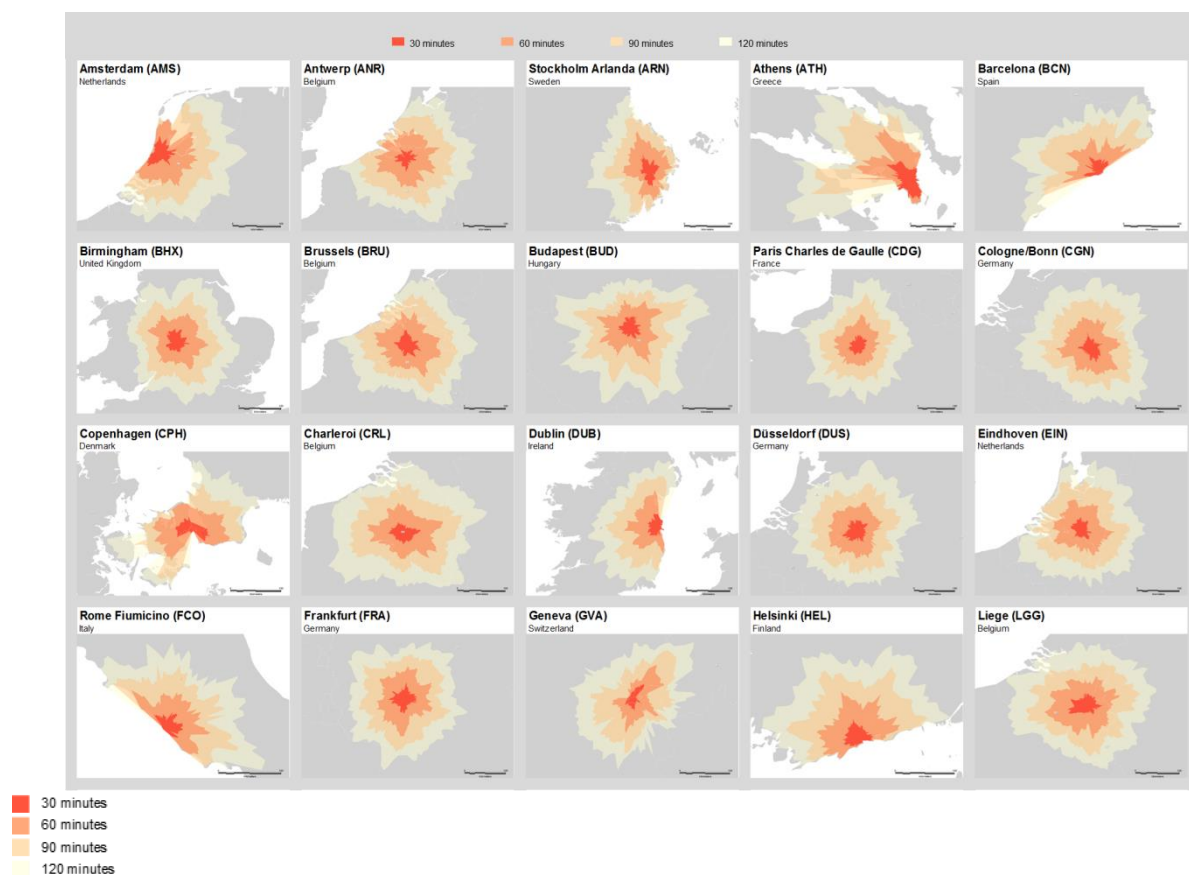 30 minutes 60 minutes 90 minutes 120 minutes
Amsterdam (AMS)
Netherlands
Antwerp (ANR)
Belgium
Stockholm Arlanda (ARN)
Sweden
Athens (ATH)
Greece
Barcelona (BCN)
Spain
Birmingham (BHX)
United Kingdom
Brussels (BRU)
Belgium
Budapest (BUD)
Hungary
Paris Charles de Gaulle (CDG)
France
Cologne/Bonn (CGN)
Germany
Copenhagen (CPH)
Denmark
Charleroi (CRL)
Belgium
Dublin (DUB)
Ireland
Düsseldorf (DUS)
Germany
Eindhoven (EIN)
Netherlands
Rome Fiumicino (FCO)
Italy
Frankfurt (FRA)
Germany
Geneva (GVA)
Switzerland
Helsinki (HEL)
Finland
Liege (LGG)
Belgium
30 minutes
60 minutes
90 minutes
120 minutes